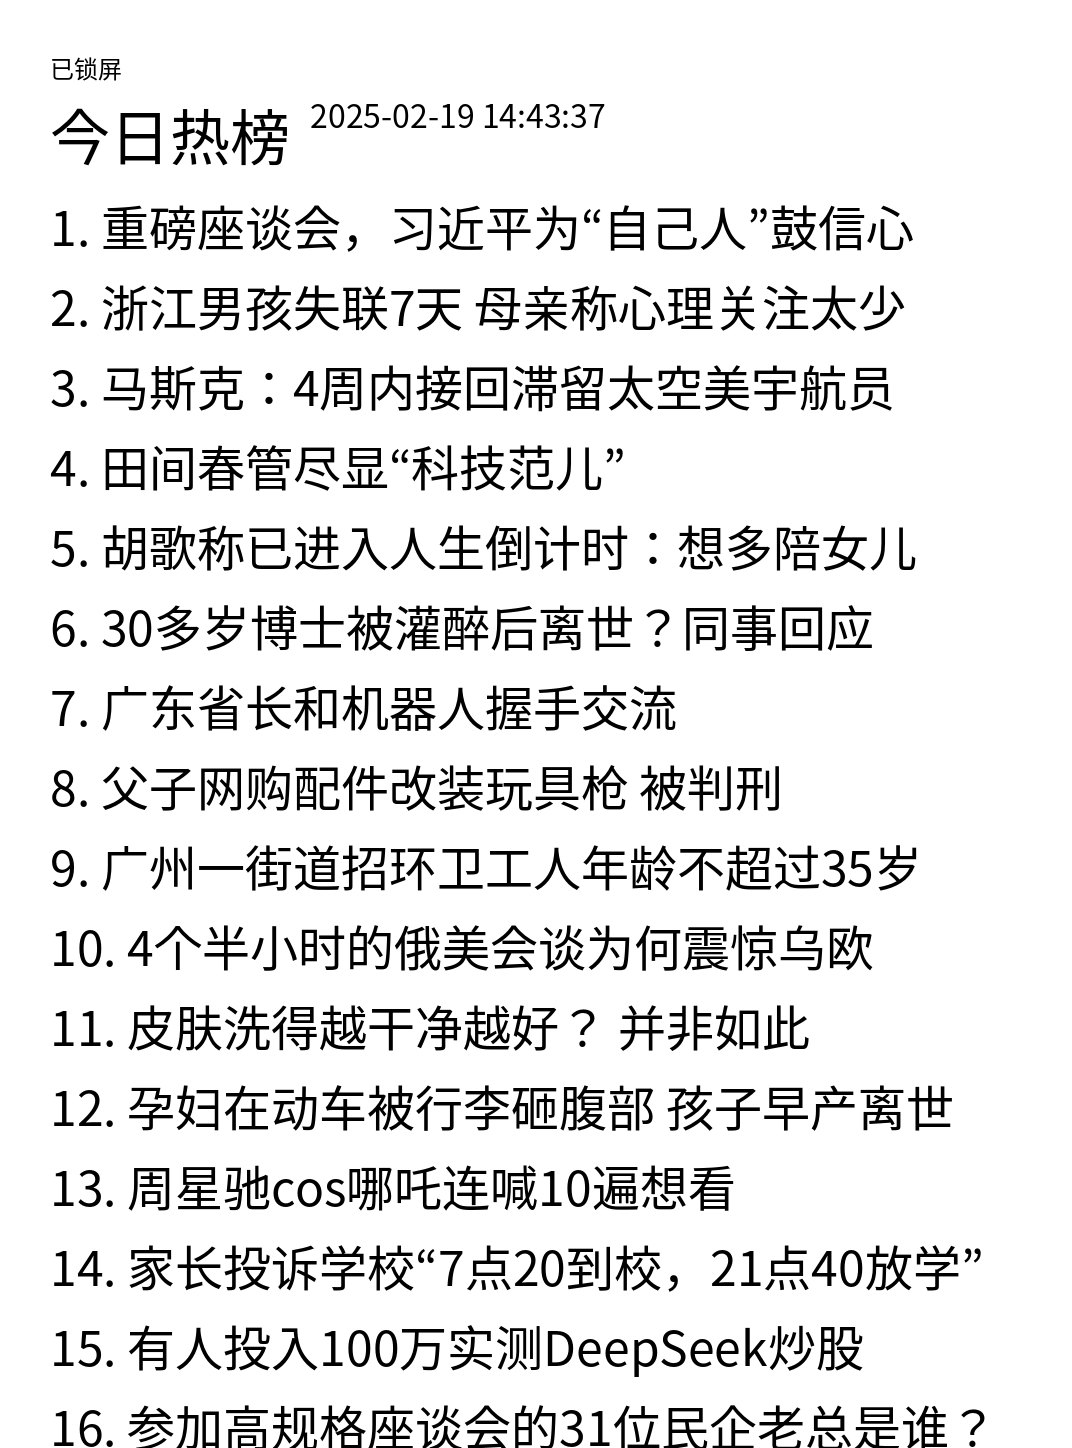 已锁屏
今日热榜 2025-02-19 14:43:37
1. 重磅座谈会，习近平为“自己人”鼓信心
2. 浙江男孩失联7天 母亲称心理关注太少
3. 马斯克：4周内接回滞留太空美宇航员
4. 田间春管尽显“科技范儿”
5. 胡歌称已进入人生倒计时：想多陪女儿
6. 30多岁博士被灌醉后离世？同事回应
7. 广东省长和机器人握手交流
8. 父子网购配件改装玩具枪 被判刑
9. 广州一街道招环卫工人年龄不超过35岁
10. 4个半小时的俄美会谈为何震惊乌欧
11. 皮肤洗得越干净越好？ 并非如此
12. 孕妇在动车被行李砸腹部 孩子早产离世
13. 周星驰cos哪吒连喊10遍想看
14. 家长投诉学校“7点20到校，21点40放学”
15. 有人投入100万实测DeepSeek炒股
16. 参加高规格座谈会的31位民企老总是谁？